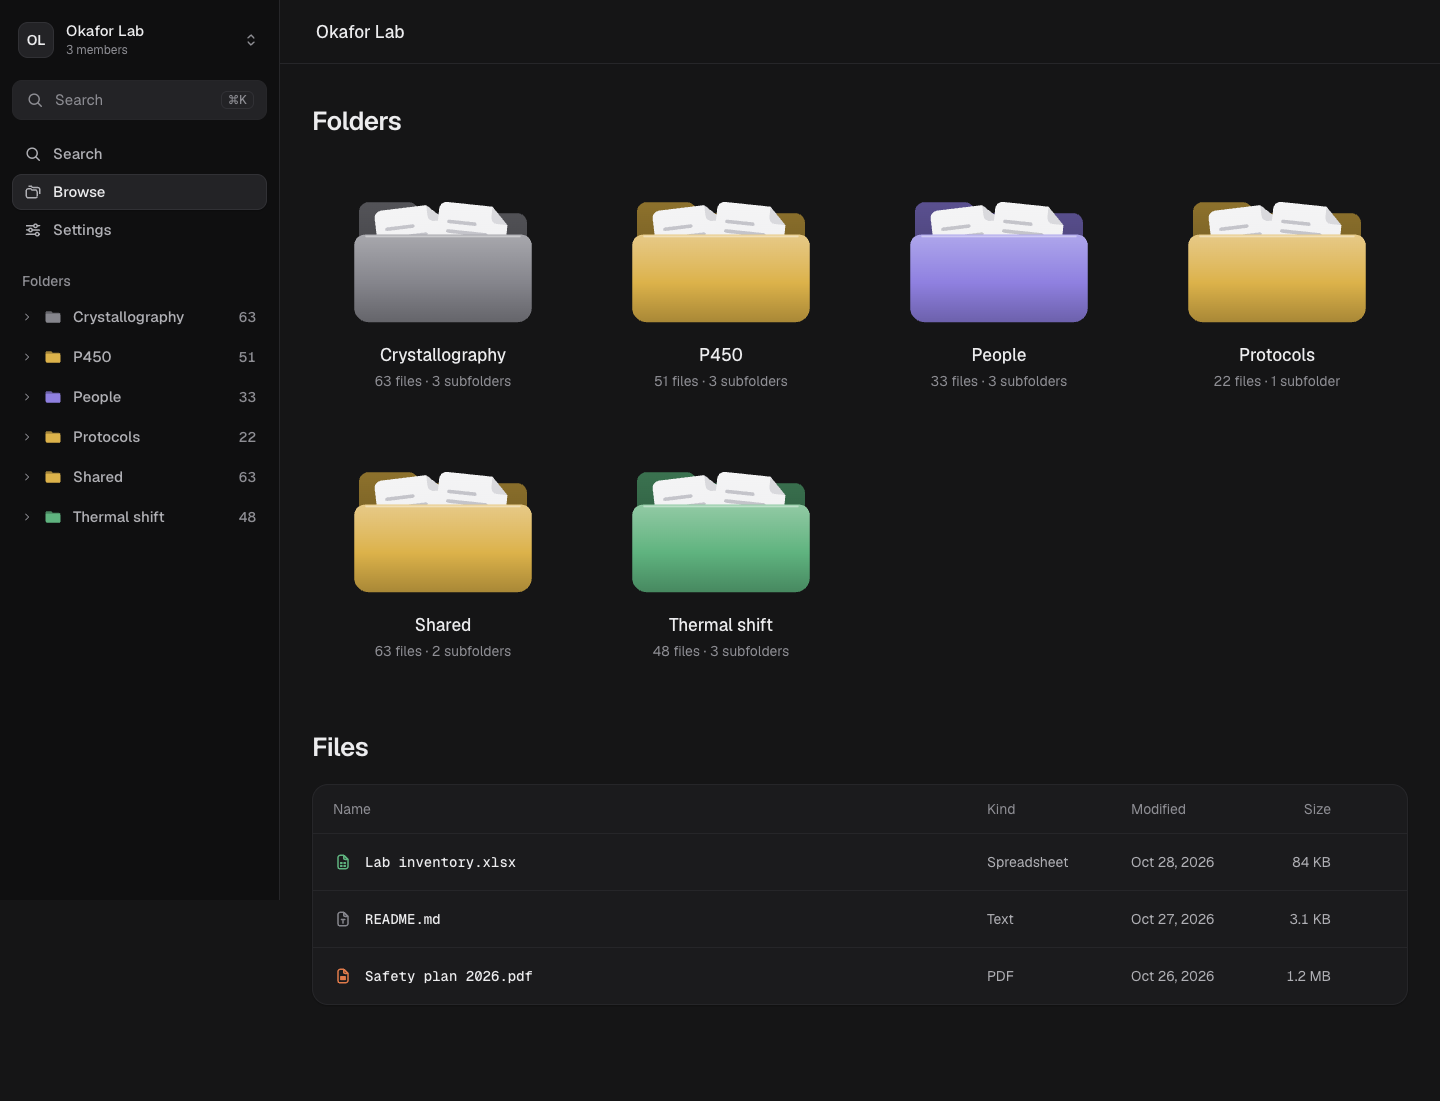 OL
Okafor Lab
3 members
Search ⌘K
Search
Browse
Settings
Folders
Crystallography 63
P450 51
People 33
Protocols 22
Shared 63
Thermal shift 48
Okafor Lab
Folders
Crystallography
63 files · 3 subfolders
P450
51 files · 3 subfolders
People
33 files · 3 subfolders
Protocols
22 files · 1 subfolder
Shared
63 files · 2 subfolders
Thermal shift
48 files · 3 subfolders
Files
Name Kind Modified Size
Lab inventory.xlsx Spreadsheet Oct 28, 2026 84 KB
README.md Text Oct 27, 2026 3.1 KB
Safety plan 2026.pdf PDF Oct 26, 2026 1.2 MB